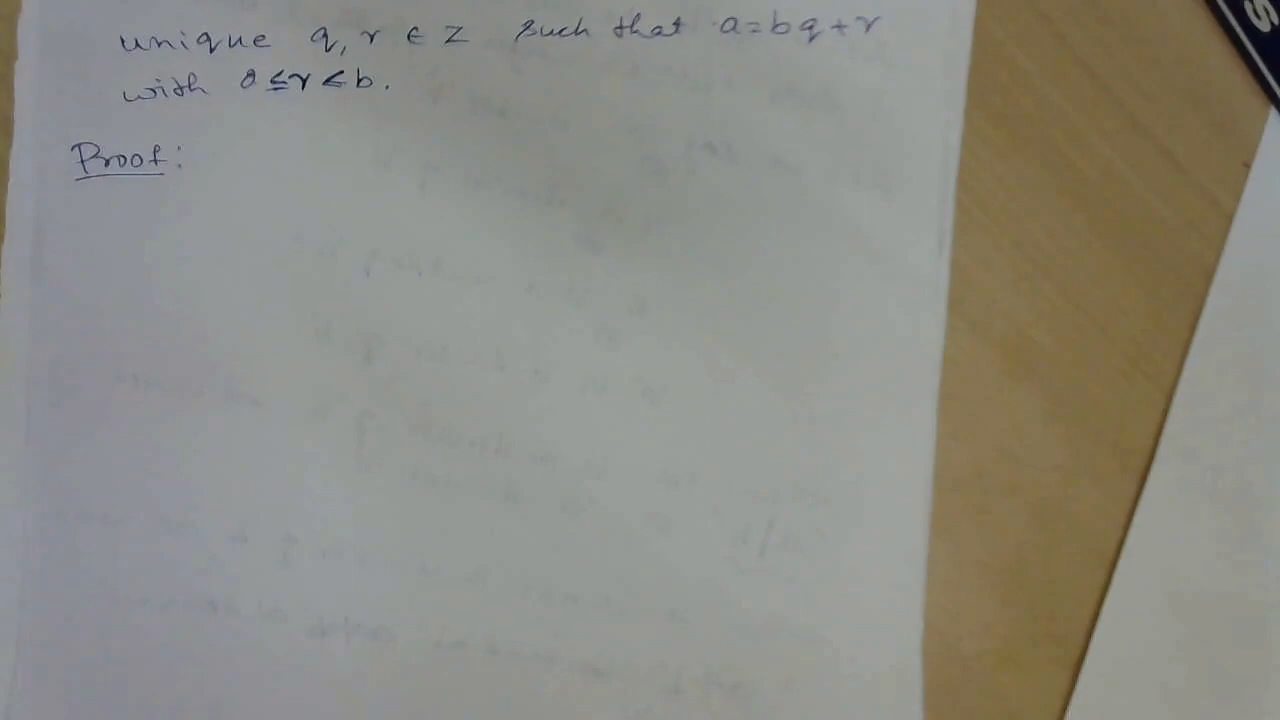 unique q, r ∈ Z such that a=bq+r
with 0≤r<b.
Proof: